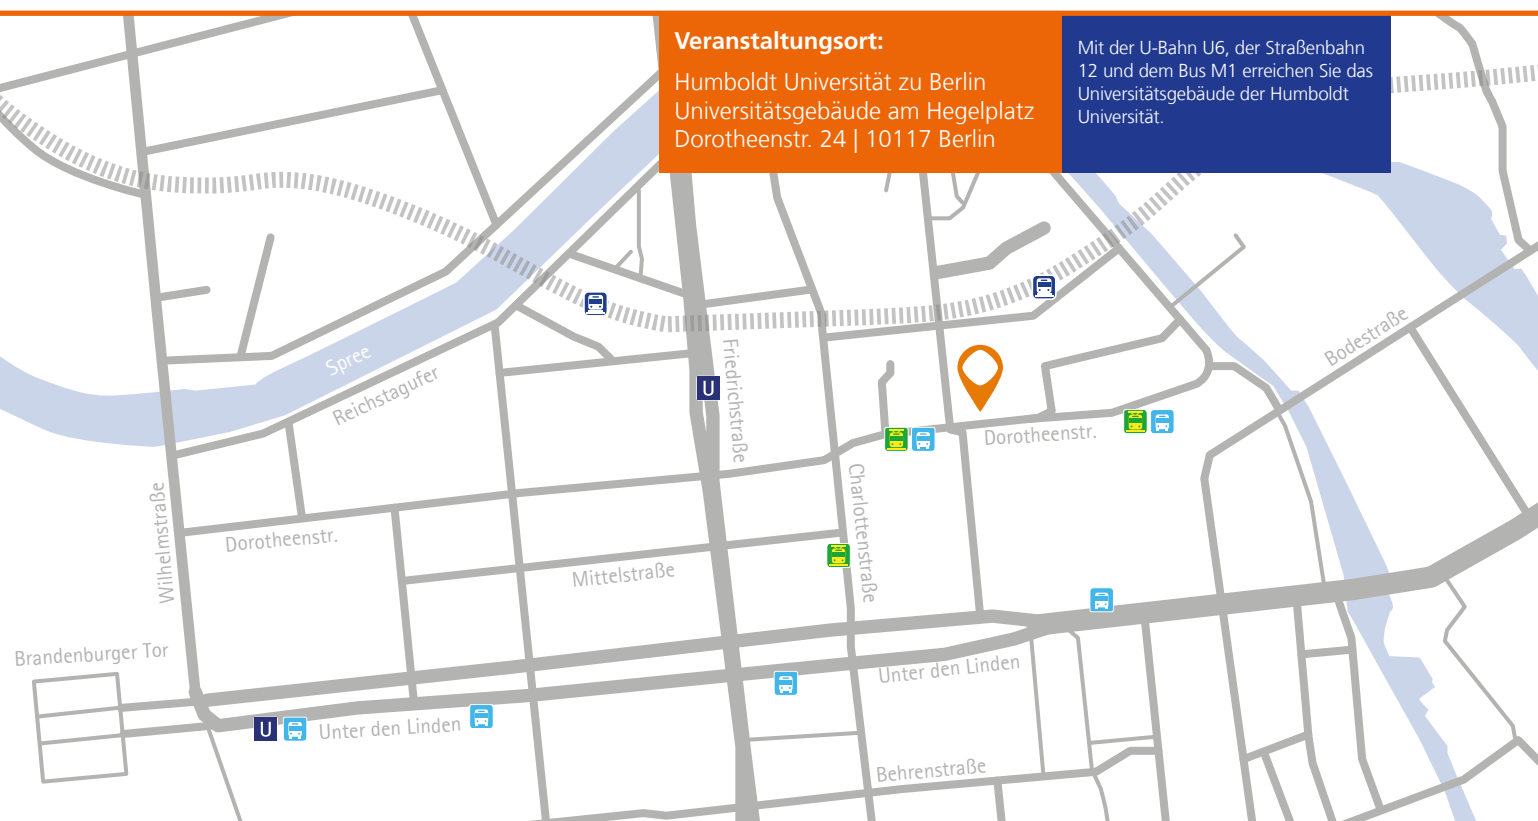 Veranstaltungsort:
Humboldt Universität zu Berlin
Universitätsgebäude am Hegelplatz
Dorotheenstr. 24 | 10117 Berlin
Mit der U-Bahn U6, der Straßenbahn
12 und dem Bus M1 erreichen Sie das
Universitätsgebäude der Humboldt
Universität.
Spree
Reichstagufer
Friedrichstraße
U
Bodestraße
Dorotheenstr.
Charlottenstraße
Wilhelmstraße
Dorotheenstr.
Mittelstraße
Brandenburger Tor
Unter den Linden
U
Unter den Linden
Behrenstraße